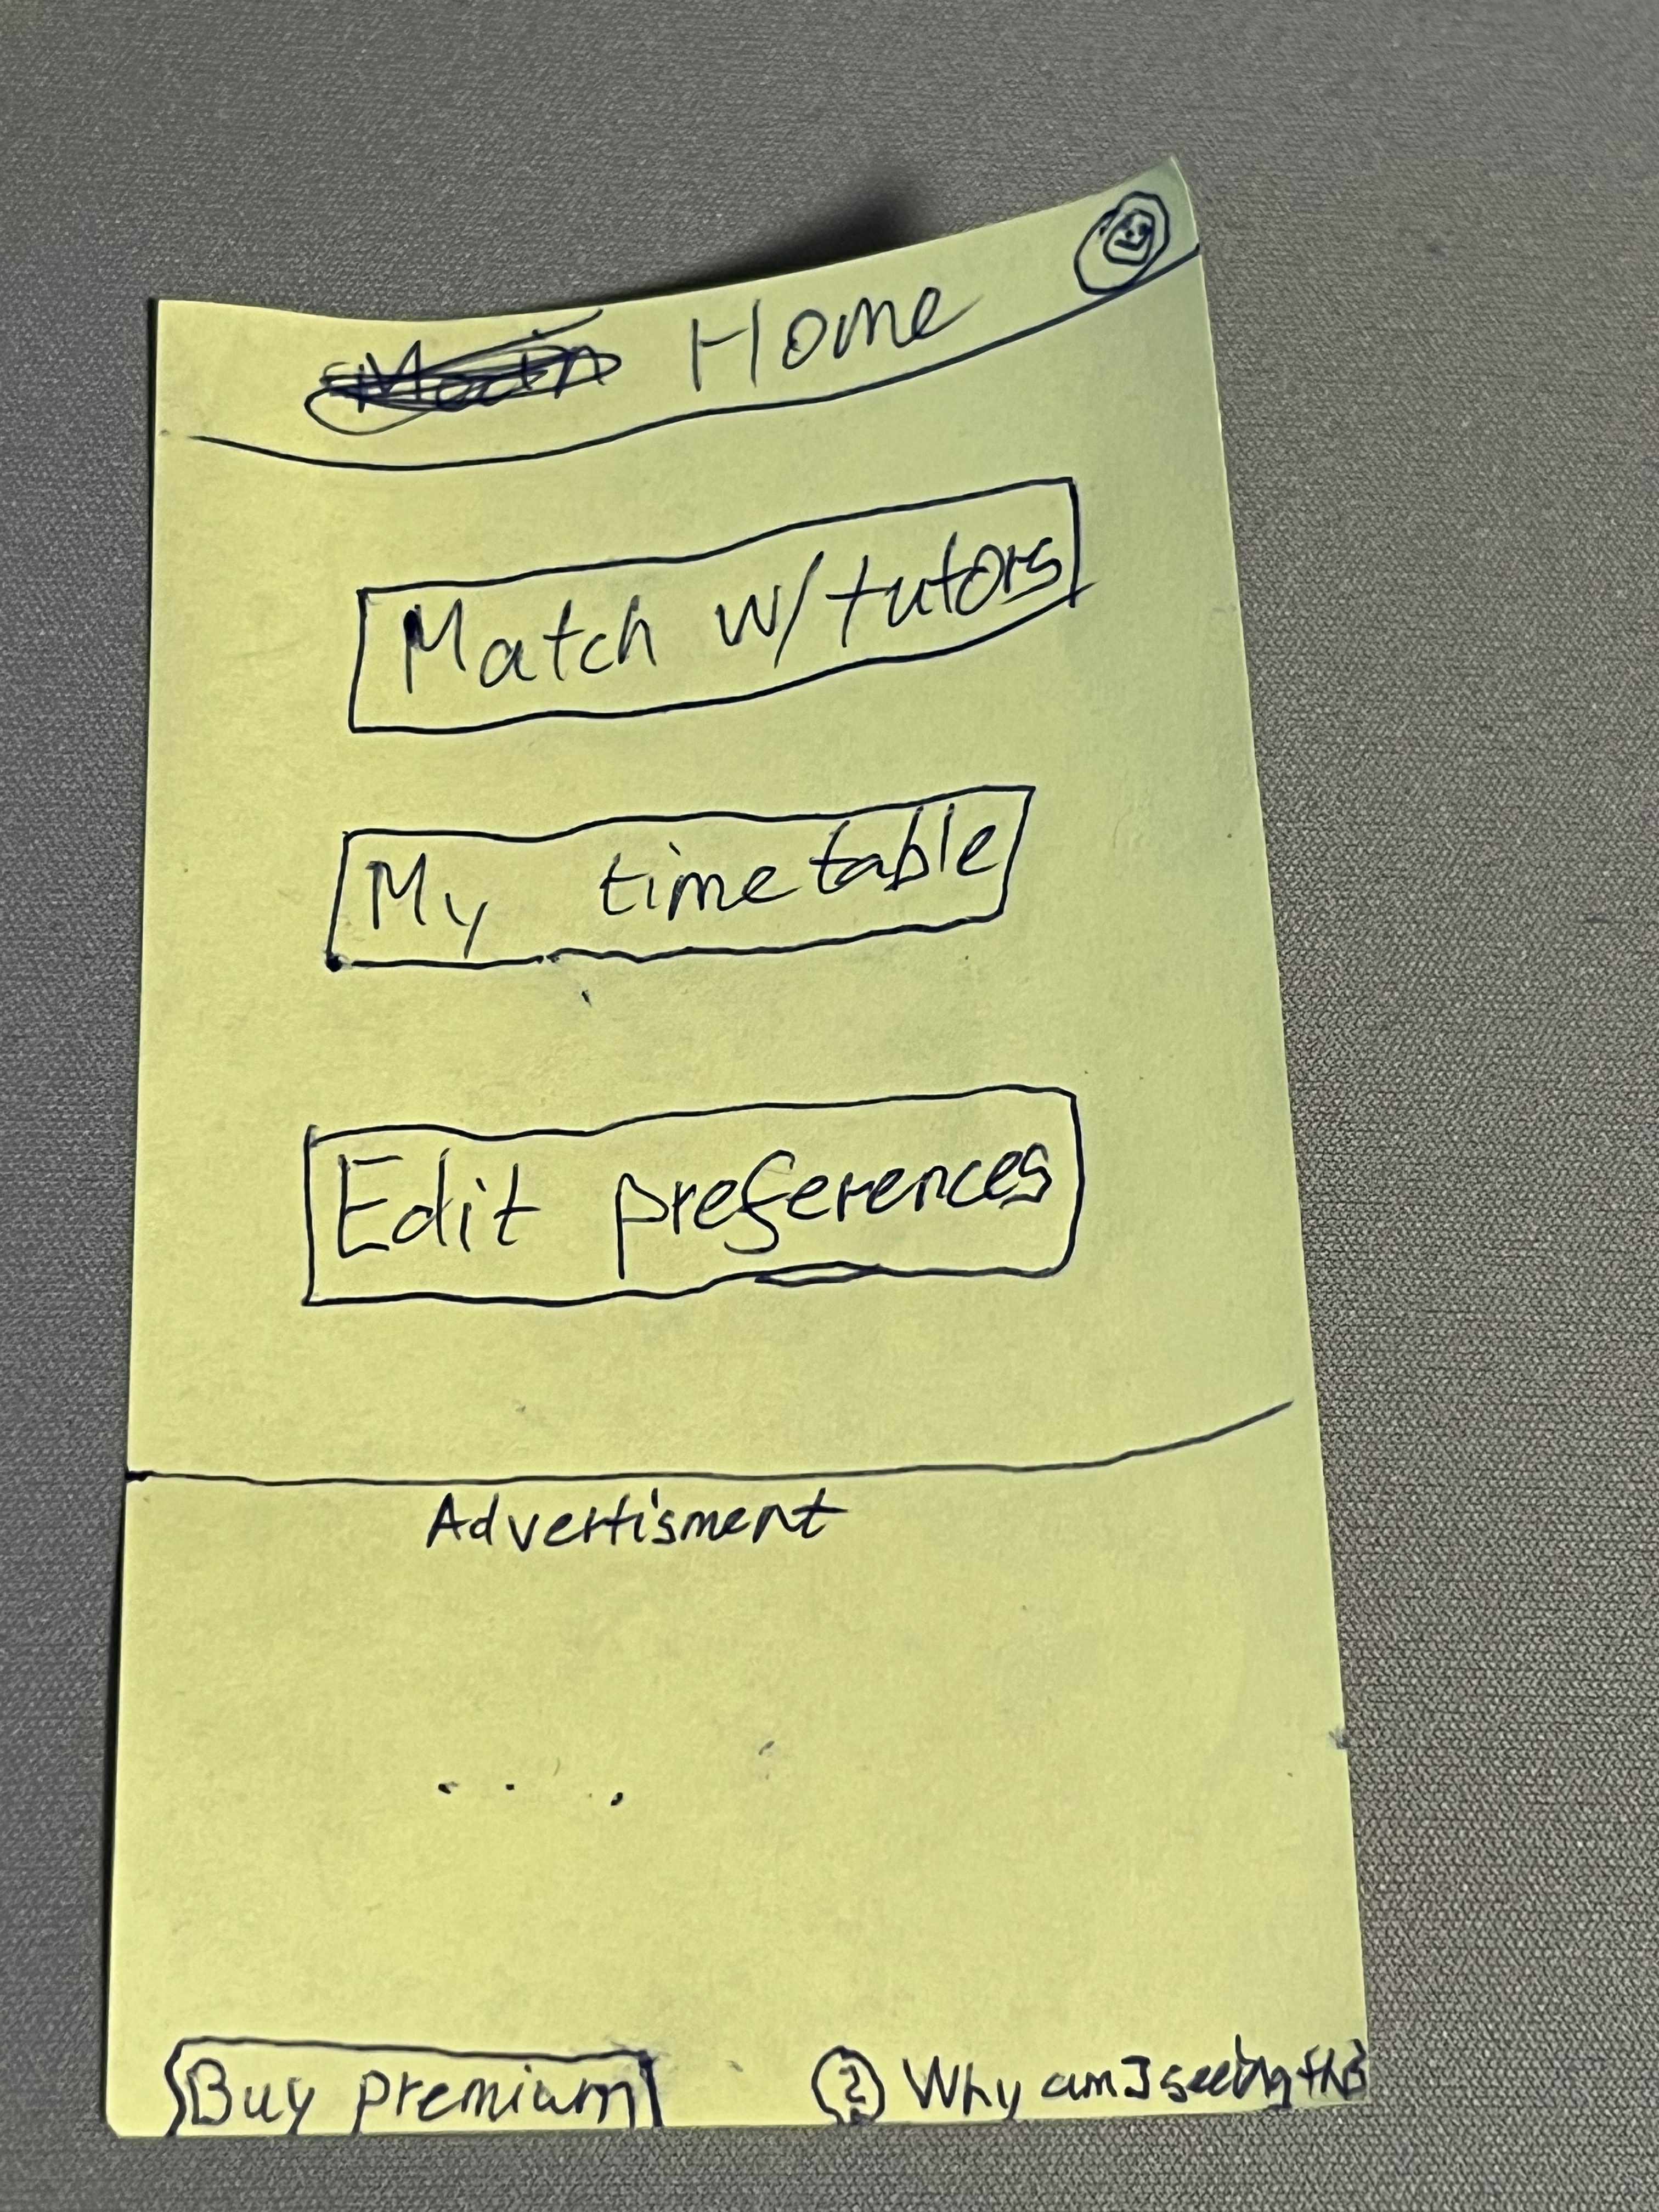 Home
Match w/tutors
My timetable
Edit preferences
Advertisment
....
Buy premium
? Why am I seeing this